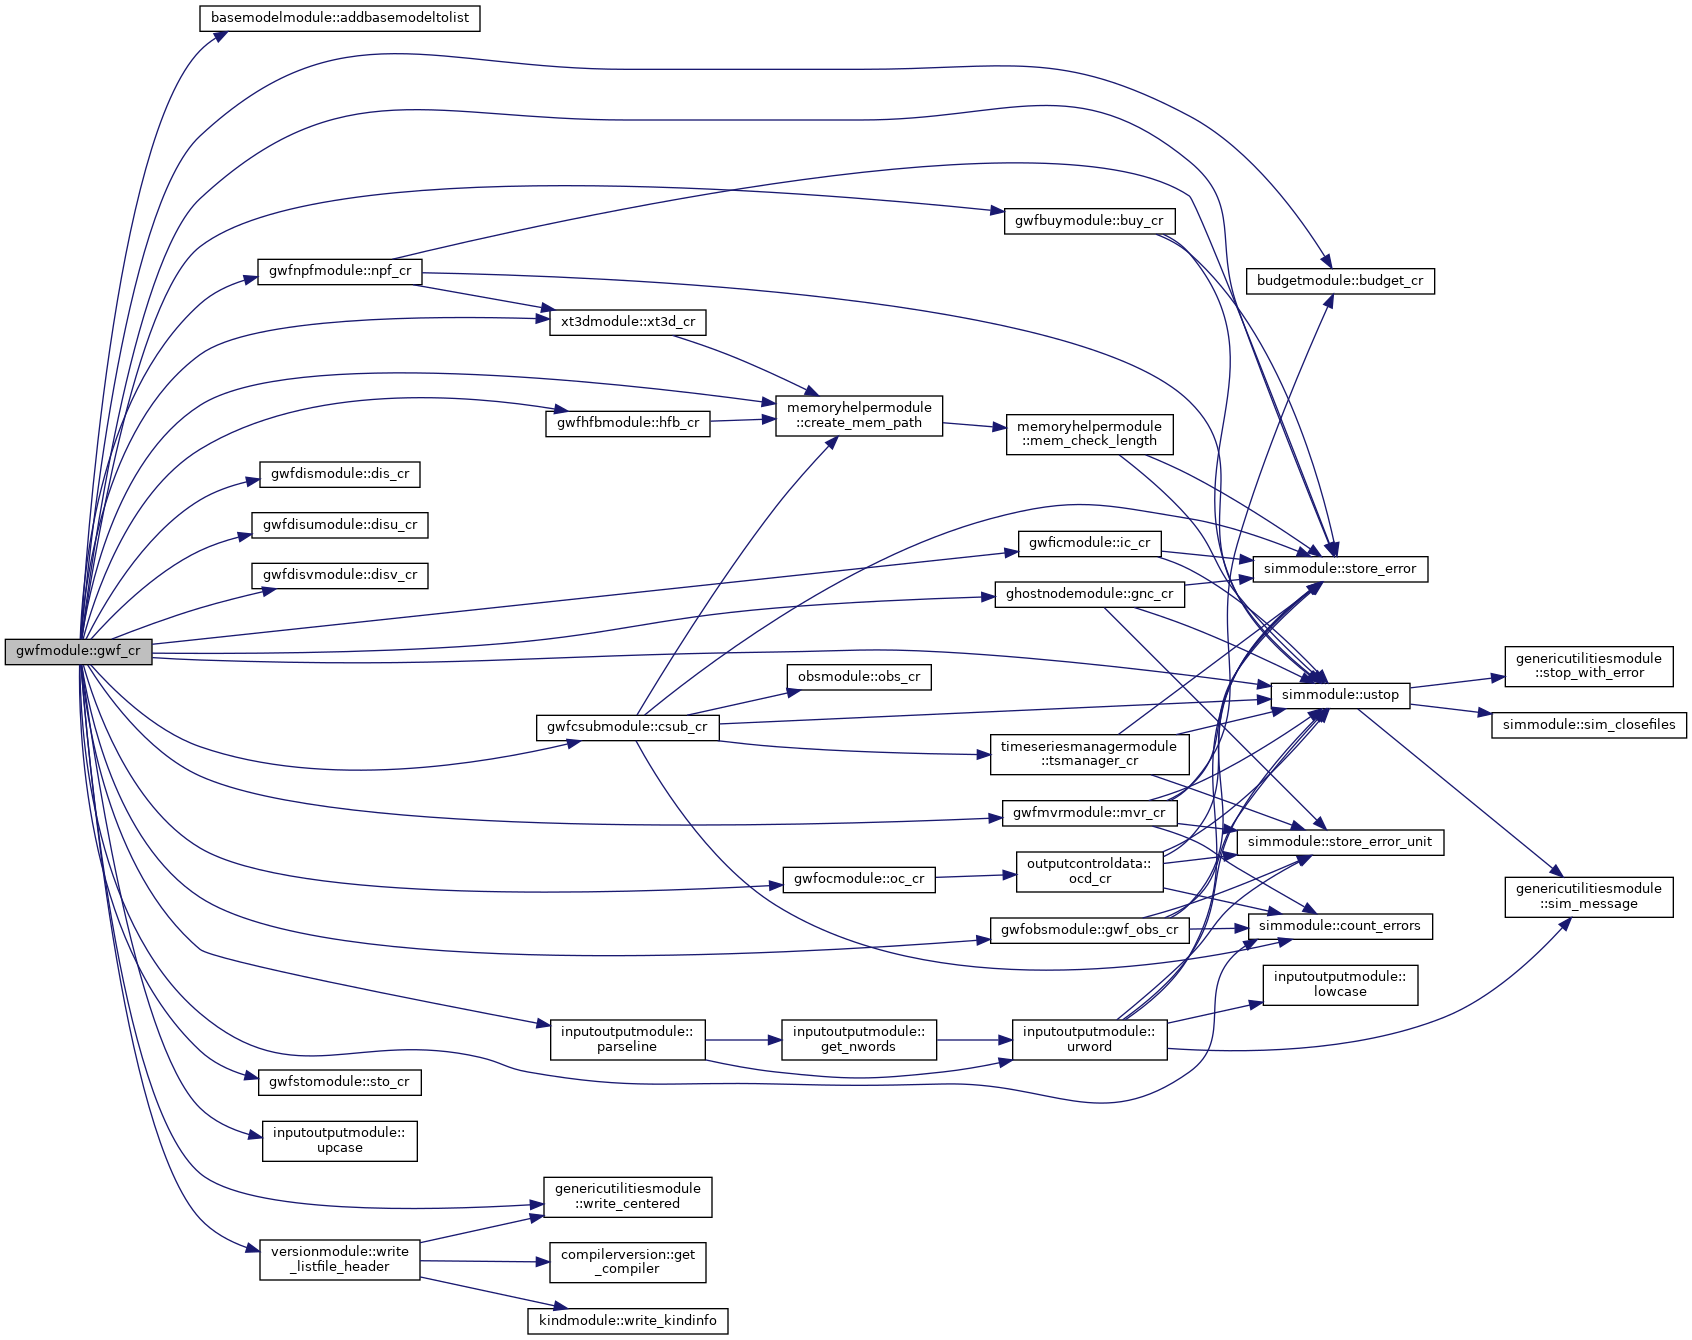 basemodelmodule::addbasemodeltolist
gwfbuymodule::buy_cr
gwfnpfmodule::npf_cr
budgetmodule::budget_cr
xt3dmodule::xt3d_cr
memoryhelpermodule
::create_mem_path
gwfhfbmodule::hfb_cr
memoryhelpermodule
::mem_check_length
gwfdismodule::dis_cr
gwfdisumodule::disu_cr
gwficmodule::ic_cr
gwfdisvmodule::disv_cr
simmodule::store_error
ghostnodemodule::gnc_cr
gwfmodule::gwf_cr
genericutilitiesmodule
::stop_with_error
obsmodule::obs_cr
simmodule::ustop
gwfcsubmodule::csub_cr
simmodule::sim_closefiles
timeseriesmanagermodule
::tsmanager_cr
gwfmvrmodule::mvr_cr
simmodule::store_error_unit
gwfocmodule::oc_cr
outputcontroldata::
ocd_cr
genericutilitiesmodule
::sim_message
gwfobsmodule::gwf_obs_cr
simmodule::count_errors
inputoutputmodule::
lowcase
inputoutputmodule::
parseline
inputoutputmodule::
get_nwords
inputoutputmodule::
urword
gwfstomodule::sto_cr
inputoutputmodule::
upcase
genericutilitiesmodule
::write_centered
versionmodule::write
_listfile_header
compilerversion::get
_compiler
kindmodule::write_kindinfo